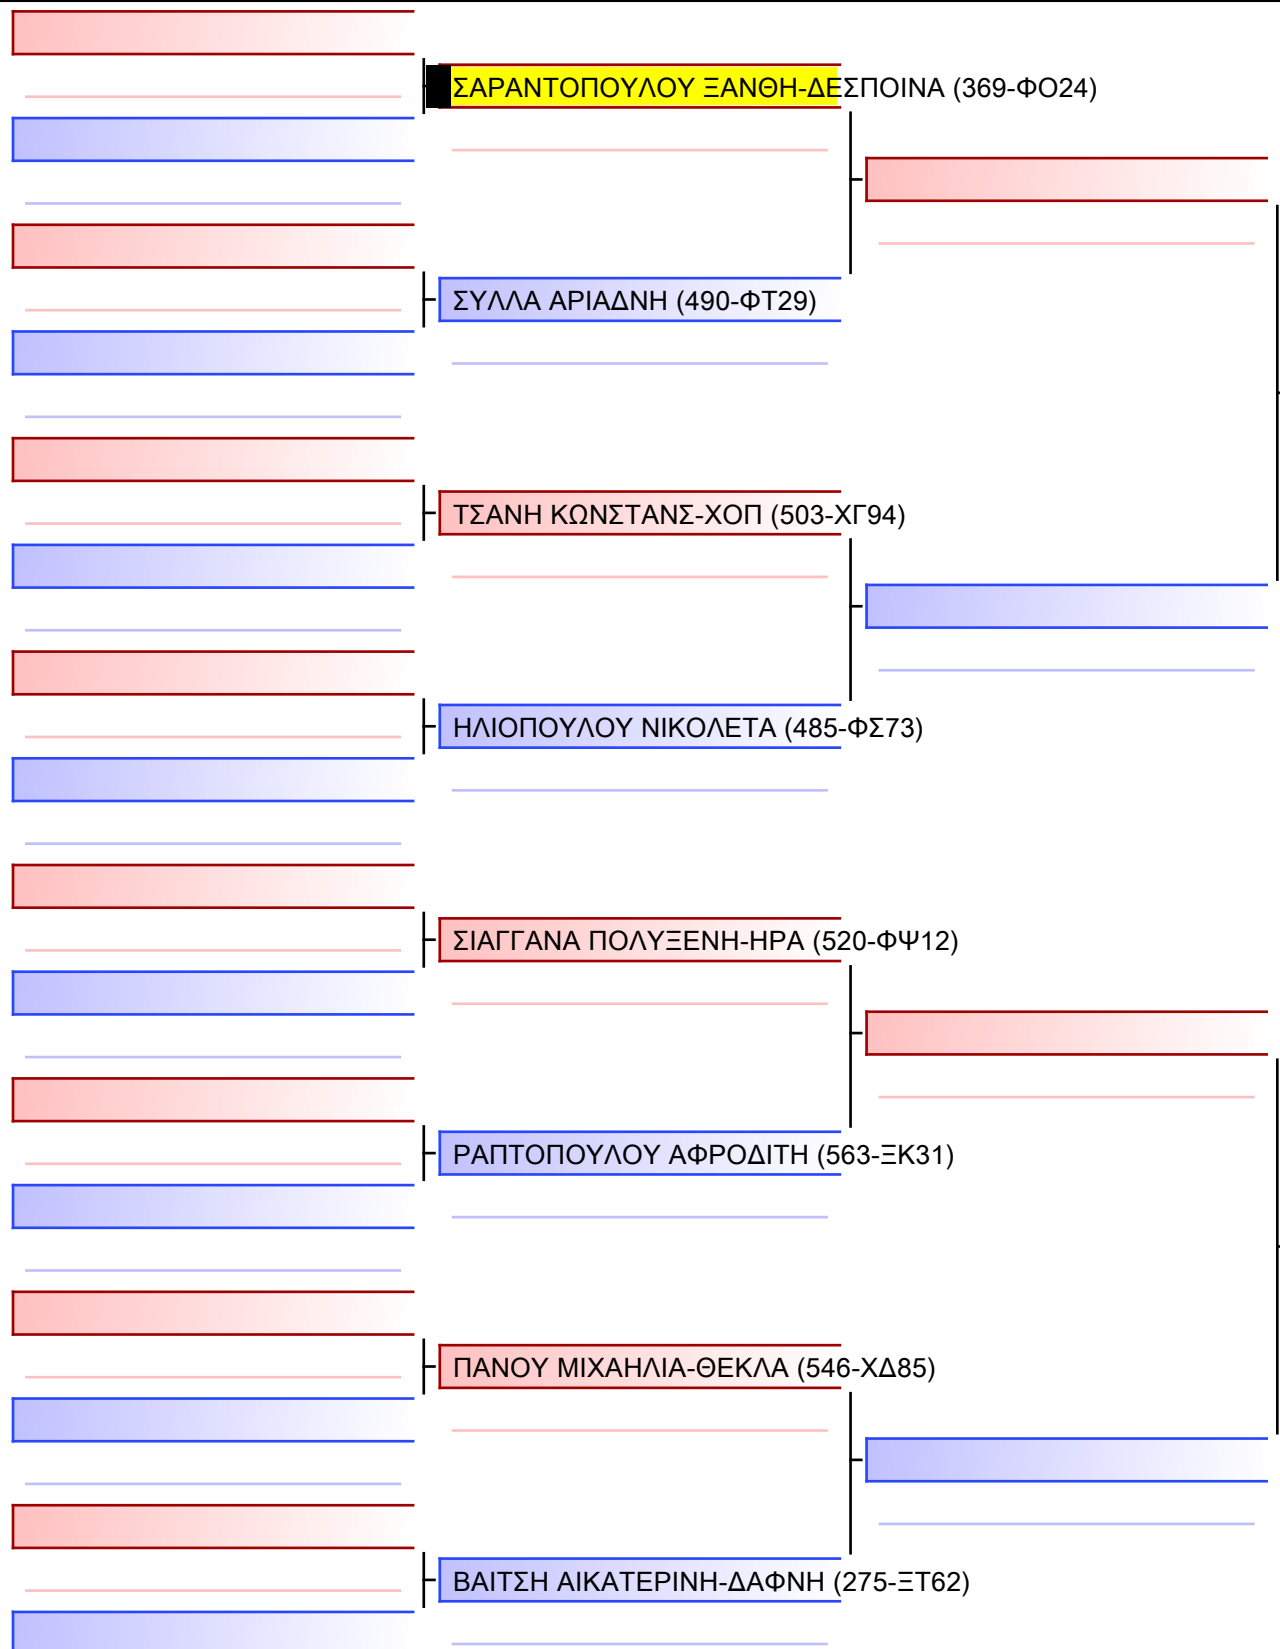 ΣΑΡΑΝΤΟΠΟΥΛΟΥ ΞΑΝΘΗ-ΔΕΣΠΟΙΝΑ (369-ΦΟ24)
ΣΥΛΛΑ ΑΡΙΑΔΝΗ (490-ΦΤ29)
ΤΣΑΝΗ ΚΩΝΣΤΑΝΣ-ΧΟΠ (503-ΧΓ94)
ΗΛΙΟΠΟΥΛΟΥ ΝΙΚΟΛΕΤΑ (485-ΦΣ73)
ΣΙΑΓΓΑΝΑ ΠΟΛΥΞΕΝΗ-ΗΡΑ (520-ΦΨ12)
ΡΑΠΤΟΠΟΥΛΟΥ ΑΦΡΟΔΙΤΗ (563-ΞΚ31)
ΠΑΝΟΥ ΜΙΧΑΗΛΙΑ-ΘΕΚΛΑ (546-ΧΔ85)
ΒΑΙΤΣΗ ΑΙΚΑΤΕΡΙΝΗ-ΔΑΦΝΗ (275-ΞΤ62)